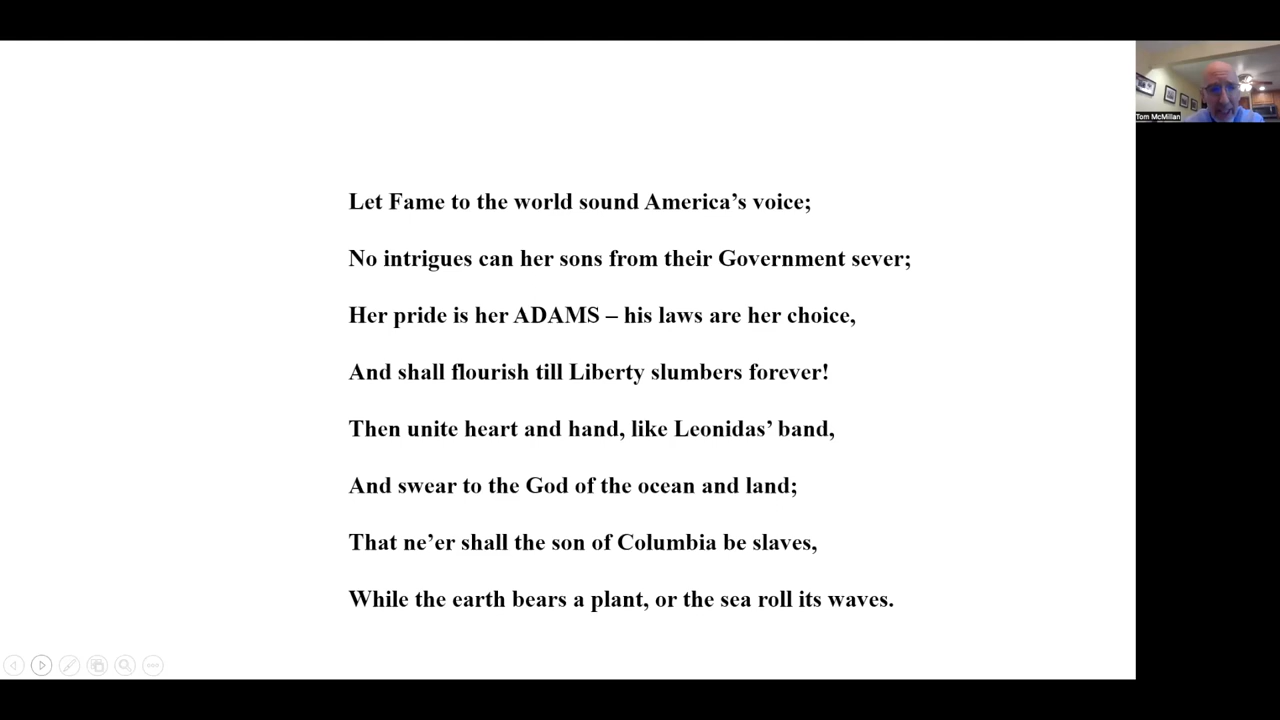 Tom McMillan
Let Fame to the world sound America’s voice;
No intrigues can her sons from their Government sever;
Her pride is her ADAMS – his laws are her choice,
And shall flourish till Liberty slumbers forever!
Then unite heart and hand, like Leonidas’ band,
And swear to the God of the ocean and land;
That ne’er shall the son of Columbia be slaves,
While the earth bears a plant, or the sea roll its waves.